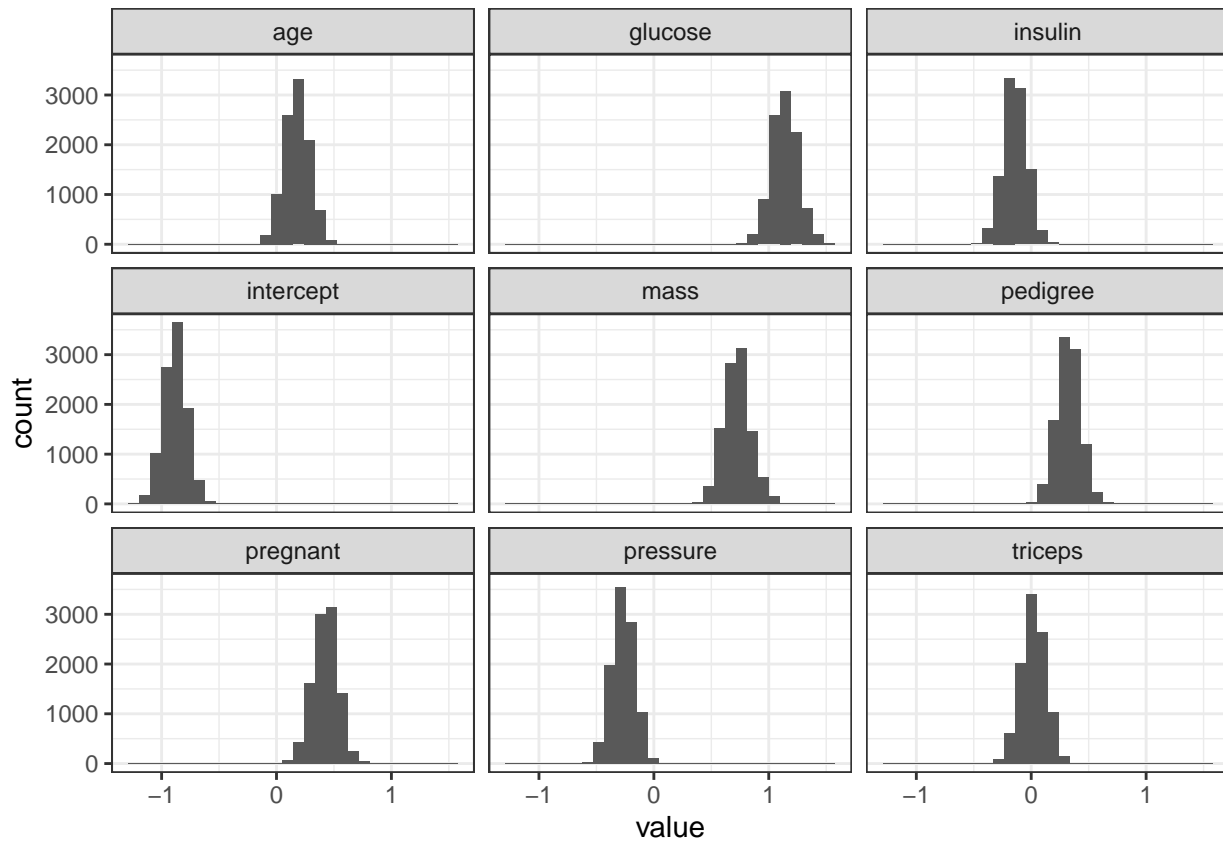 age glucose insulin
3000
2000
1000
0
intercept mass pedigree
3000
2000
1000
0
count
pregnant pressure triceps
3000
2000
1000
0
−1 0 1 −1 0 1 −1 0 1
value